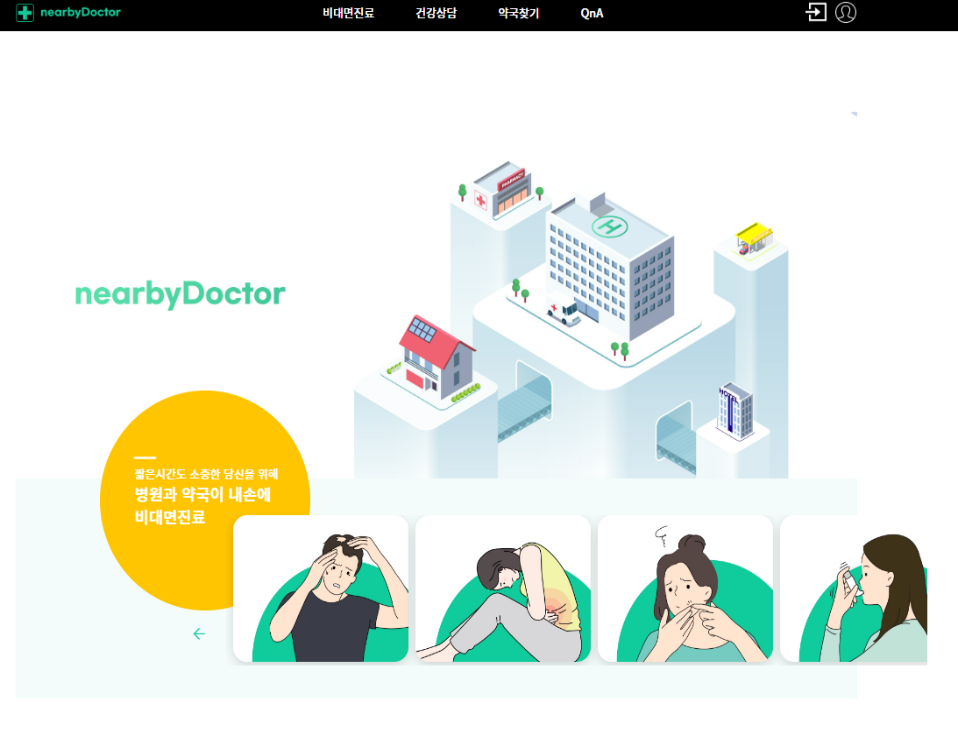 nearbyDoctor
비대면진료
건강상담
약국찾기
QnA
PHARMACY
H
nearbyDoctor
HOTEL
짧은시간도 소중한 당신을 위해
병원과 약국이 내손에
비대면진료